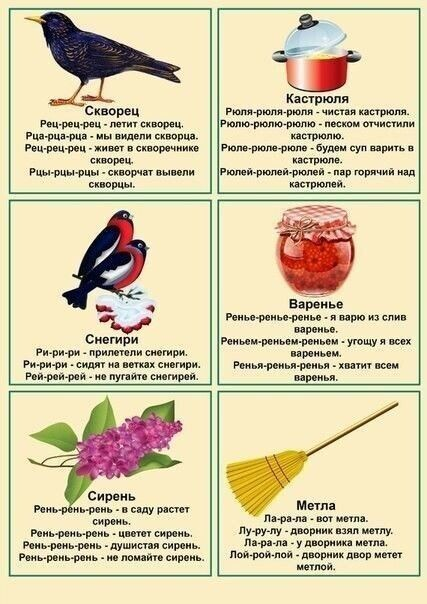 Скворец
Рец-рец-рец - летит скворец.
Рца-рца-рца - мы видели скворца.
Рец-рец-рец - живет в скворечнике
скворец.
Рцы-рцы-рцы - скворчат вывели
скворцы.
Кастрюля
Рюля-рюля-рюля - чистая кастрюля.
Рюлю-рюлю-рюлю - песком отчистили
кастрюлю.
Рюле-рюле-рюле - будем суп варить в
кастрюле.
Рюлей-рюлей-рюлей - пар горячий над
кастрюлей.
Снегири
Ри-ри-ри - прилетели снегири.
Ри-ри-ри - сидят на ветках снегири.
Рей-рей-рей - не пугайте снегирей.
Варенье
Ренье-ренье-ренье - я варю из слив
варенье.
Реньем-реньем-реньем - угощу я всех
вареньем.
Ренья-ренья-ренья - хватит всем
варенья.
Сирень
Рень-рень-рень - в саду растет
сирень.
Рень-рень-рень - цветет сирень.
Рень-рень-рень - душистая сирень.
Рень-рень-рень - не ломайте сирень.
Метла
Ла-ра-ла - вот метла.
Лу-ру-лу - дворник взял метлу.
Ла-ра-ла - у дворника метла.
Лой-рой-лой - дворник двор метет
метлой.